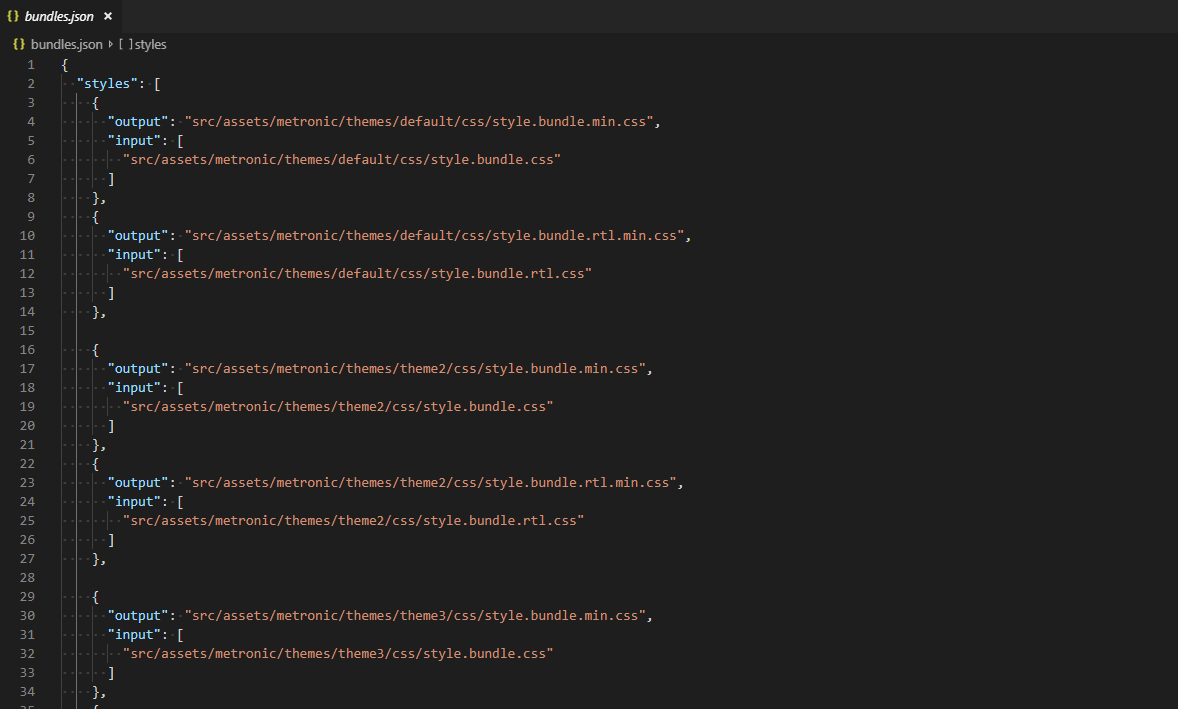 {} bundles.json ×
{} bundles.json [ ] styles
1 {
2 "styles": [
3 {
4 "output": "src/assets/metronic/themes/default/css/style.bundle.min.css",
5 "input": [
6 "src/assets/metronic/themes/default/css/style.bundle.css"
7 ]
8 },
9 {
10 "output": "src/assets/metronic/themes/default/css/style.bundle.rtl.min.css",
11 "input": [
12 "src/assets/metronic/themes/default/css/style.bundle.rtl.css"
13 ]
14 },
15
16 {
17 "output": "src/assets/metronic/themes/theme2/css/style.bundle.min.css",
18 "input": [
19 "src/assets/metronic/themes/theme2/css/style.bundle.css"
20 ]
21 },
22 {
23 "output": "src/assets/metronic/themes/theme2/css/style.bundle.rtl.min.css",
24 "input": [
25 "src/assets/metronic/themes/theme2/css/style.bundle.rtl.css"
26 ]
27 },
28
29 {
30 "output": "src/assets/metronic/themes/theme3/css/style.bundle.min.css",
31 "input": [
32 "src/assets/metronic/themes/theme3/css/style.bundle.css"
33 ]
34 },
35 {